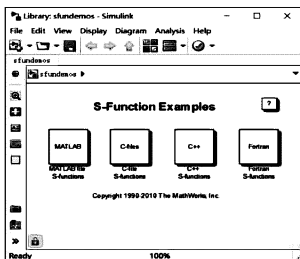 Library: sfundemos - Simulink
File Edit View Display Diagram Analysis Help
sfundemos
sfundemos
S-Function Examples
?
MATLAB C-files C++ Fortran
MATLAB file C-file C++ Fortran
S-functions S-functions S-functions S-functions
Copyright 1990-2010 The MathWorks, Inc.
Ready 100%